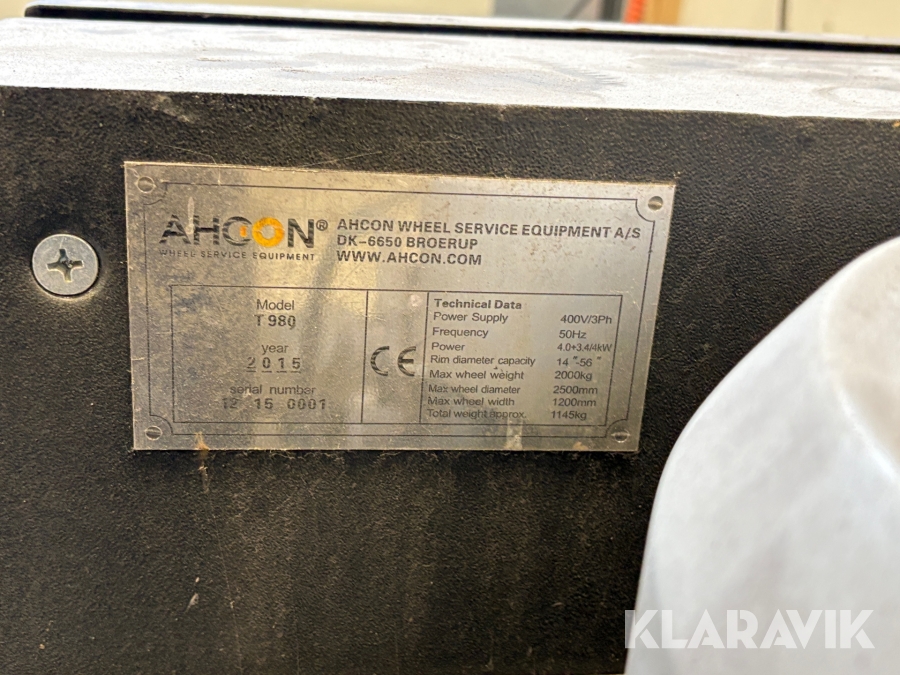 AHCON®
WHEEL SERVICE EQUIPMENT
AHCON WHEEL SERVICE EQUIPMENT A/S
DK-6650 BROERUP
WWW.AHCON.COM
Model
T 980
year
2015
serial number
12 15 0001
CE
Technical Data
Power Supply 400V/3Ph
Frequency 50Hz
Power 4.0+3.4/4kW
Rim diameter capacity 14"-56"
Max wheel weight 2000kg
Max wheel diameter 2500mm
Max wheel width 1200mm
Total weight approx. 1145kg
KLARAVIK